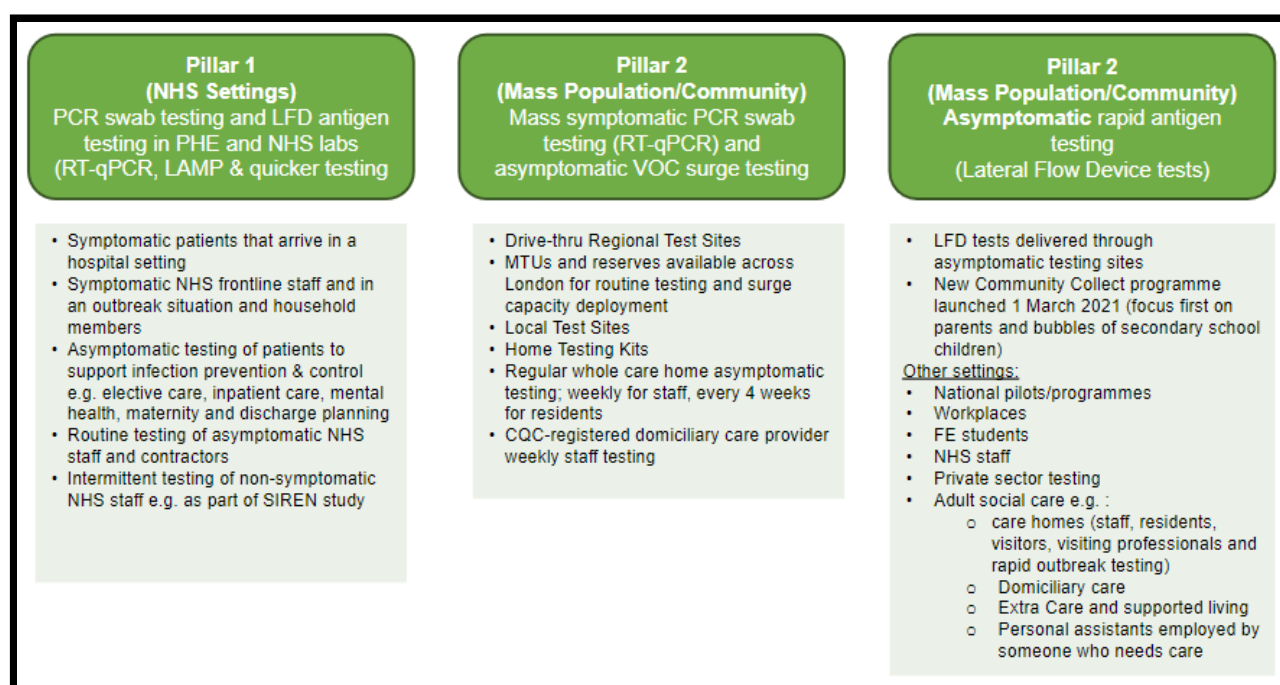 Pillar 1
(NHS Settings)
PCR swab testing and LFD antigen
testing in PHE and NHS labs
(RT-qPCR, LAMP & quicker testing
• Symptomatic patients that arrive in a
hospital setting
• Symptomatic NHS frontline staff and in
an outbreak situation and household
members
• Asymptomatic testing of patients to
support infection prevention & control
e.g. elective care, inpatient care, mental
health, maternity and discharge planning
• Routine testing of asymptomatic NHS
staff and contractors
• Intermittent testing of non-symptomatic
NHS staff e.g. as part of SIREN study
Pillar 2
(Mass Population/Community)
Mass symptomatic PCR swab
testing (RT-qPCR) and
asymptomatic VOC surge testing
• Drive-thru Regional Test Sites
• MTUs and reserves available across
London for routine testing and surge
capacity deployment
• Local Test Sites
• Home Testing Kits
• Regular whole care home asymptomatic
testing; weekly for staff, every 4 weeks
for residents
• CQC-registered domiciliary care provider
weekly staff testing
Pillar 2
(Mass Population/Community)
Asymptomatic rapid antigen
testing
(Lateral Flow Device tests)
• LFD tests delivered through
asymptomatic testing sites
• New Community Collect programme
launched 1 March 2021 (focus first on
parents and bubbles of secondary school
children)
Other settings:
• National pilots/programmes
• Workplaces
• FE students
• NHS staff
• Private sector testing
• Adult social care e.g. :
o care homes (staff, residents,
visitors, visiting professionals and
rapid outbreak testing)
o Domiciliary care
o Extra Care and supported living
o Personal assistants employed by
someone who needs care